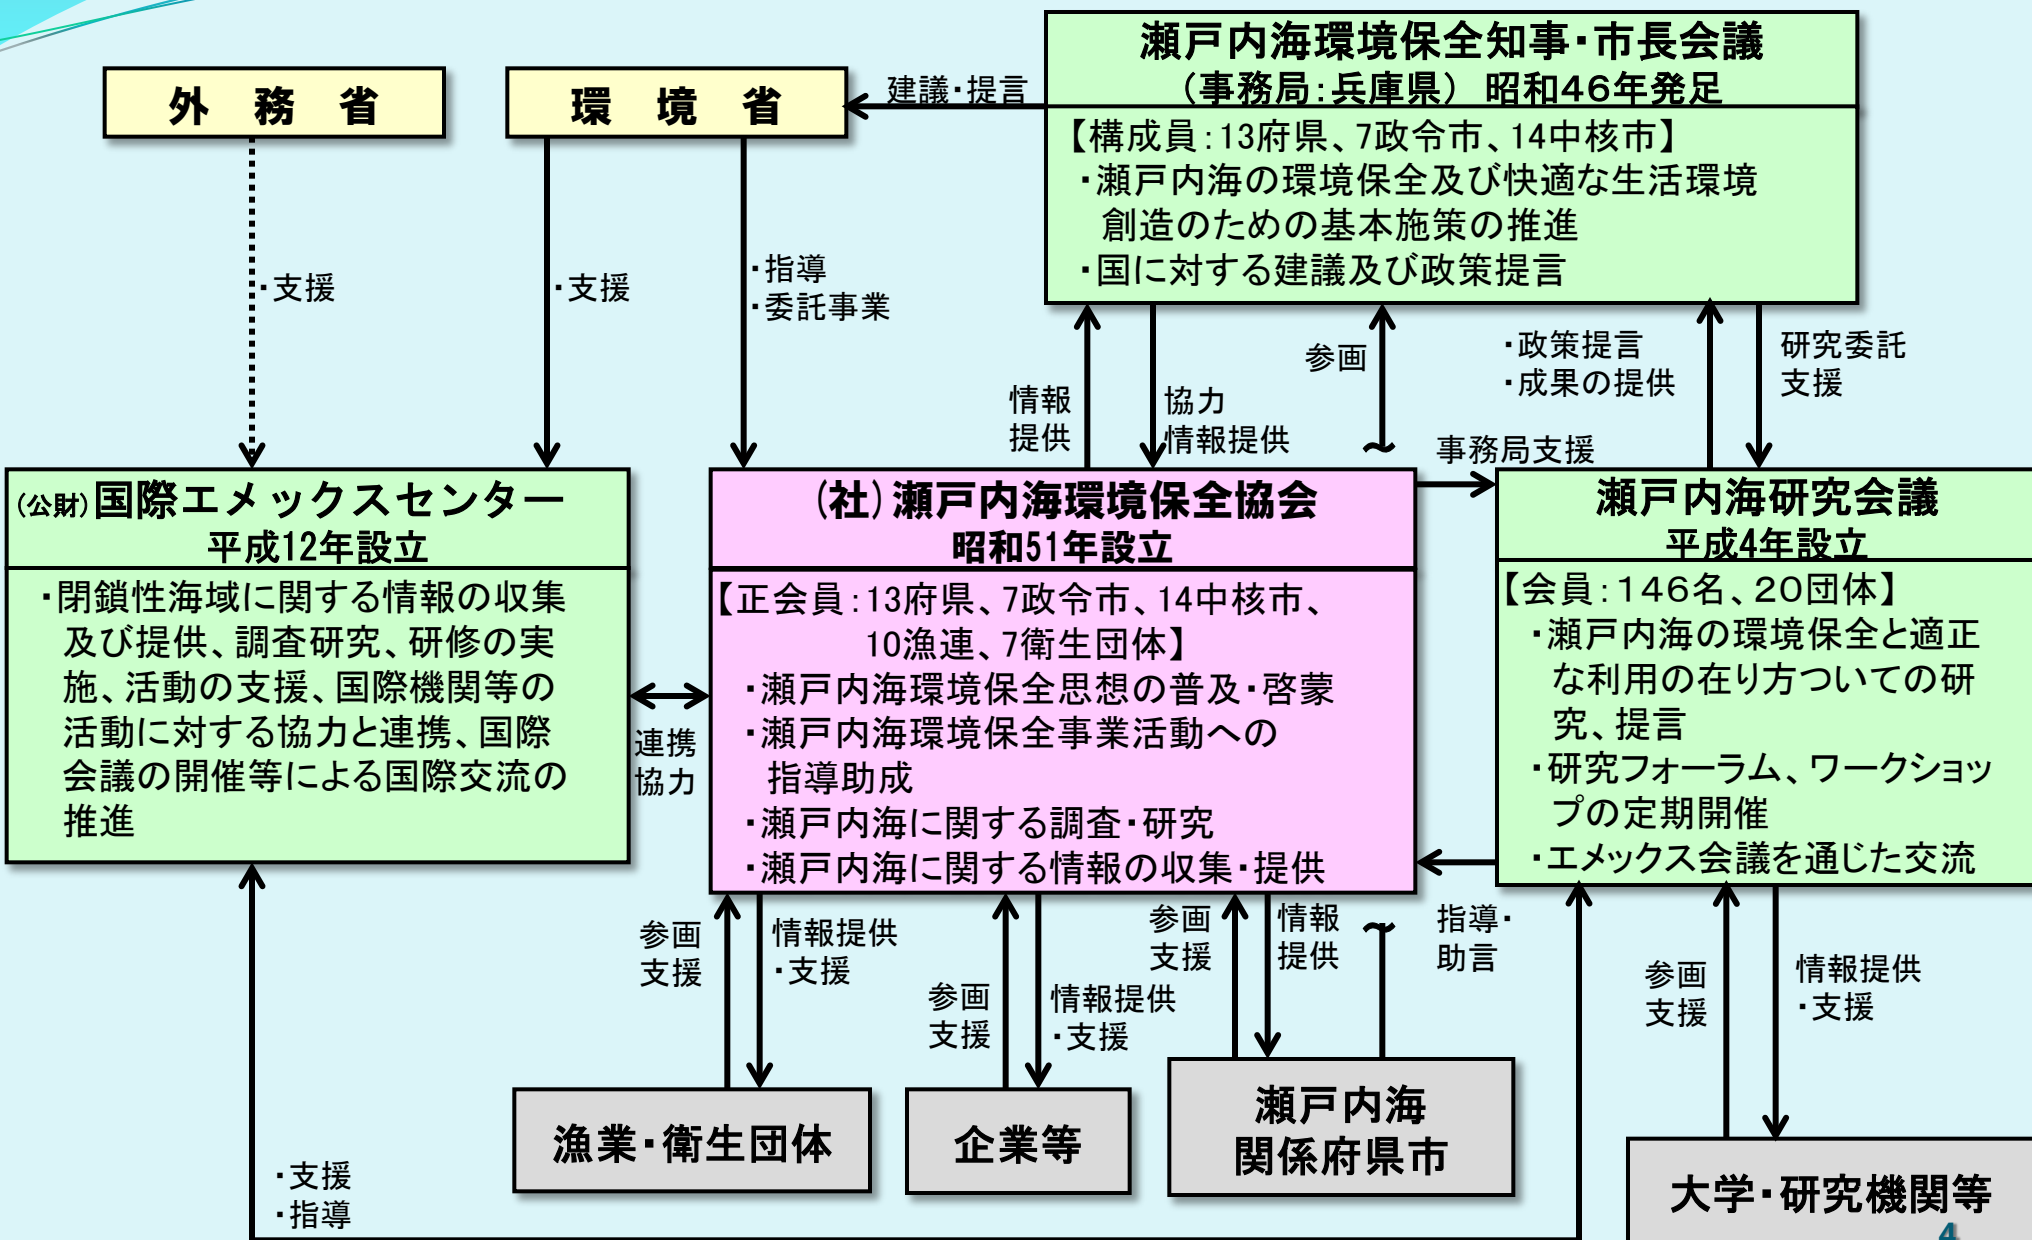 瀬戸内海環境保全知事・市長会議
(事務局:兵庫県) 昭和46年発足
【構成員:13府県、7政令市、14中核市】
・瀬戸内海の環境保全及び快適な生活環境
創造のための基本施策の推進
・国に対する建議及び政策提言
外 務 省
環 境 省
建議・提言
・支援
・支援
・指導
・委託事業
情報
提供
協力
情報提供
参画
・政策提言
・成果の提供
研究委託
支援
事務局支援
(公財)国際エメックスセンター
平成12年設立
・閉鎖性海域に関する情報の収集
及び提供、調査研究、研修の実
施、活動の支援、国際機関等の
活動に対する協力と連携、国際
会議の開催等による国際交流の
推進
連携
協力
(社)瀬戸内海環境保全協会
昭和51年設立
【正会員:13府県、7政令市、14中核市、
10漁連、7衛生団体】
・瀬戸内海環境保全思想の普及・啓蒙
・瀬戸内海環境保全事業活動への
指導助成
・瀬戸内海に関する調査・研究
・瀬戸内海に関する情報の収集・提供
瀬戸内海研究会議
平成4年設立
【会員:146名、20団体】
・瀬戸内海の環境保全と適正
な利用の在り方ついての研
究、提言
・研究フォーラム、ワークショッ
プの定期開催
・エメックス会議を通じた交流
参画
支援
情報提供
・支援
参画
支援
情報提供
・支援
参画
支援
情報
提供
指導・
助言
参画
支援
情報提供
・支援
漁業・衛生団体
企業等
瀬戸内海
関係府県市
大学・研究機関等
・支援
・指導
4